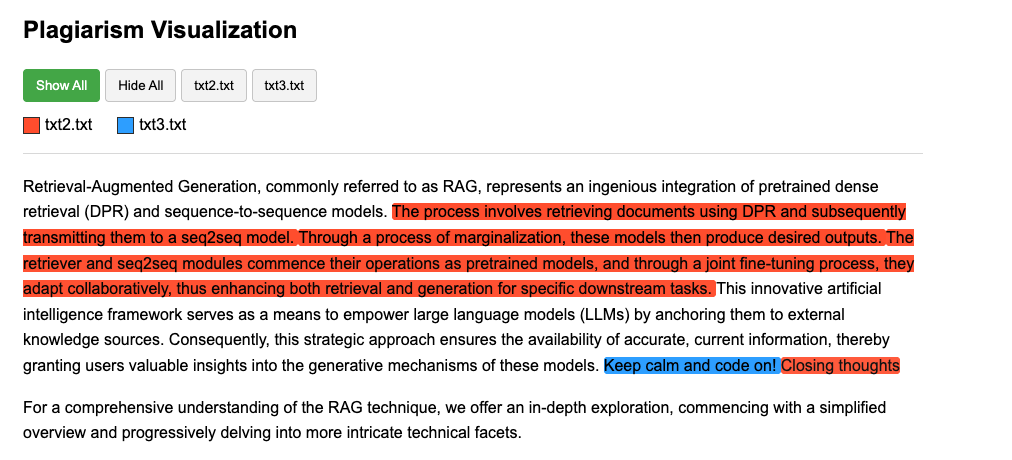 Plagiarism Visualization
Show All Hide All txt2.txt txt3.txt
txt2.txt txt3.txt
Retrieval-Augmented Generation, commonly referred to as RAG, represents an ingenious integration of pretrained dense
retrieval (DPR) and sequence-to-sequence models. The process involves retrieving documents using DPR and subsequently
transmitting them to a seq2seq model. Through a process of marginalization, these models then produce desired outputs. The
retriever and seq2seq modules commence their operations as pretrained models, and through a joint fine-tuning process, they
adapt collaboratively, thus enhancing both retrieval and generation for specific downstream tasks. This innovative artificial
intelligence framework serves as a means to empower large language models (LLMs) by anchoring them to external
knowledge sources. Consequently, this strategic approach ensures the availability of accurate, current information, thereby
granting users valuable insights into the generative mechanisms of these models. Keep calm and code on! Closing thoughts
For a comprehensive understanding of the RAG technique, we offer an in-depth exploration, commencing with a simplified
overview and progressively delving into more intricate technical facets.